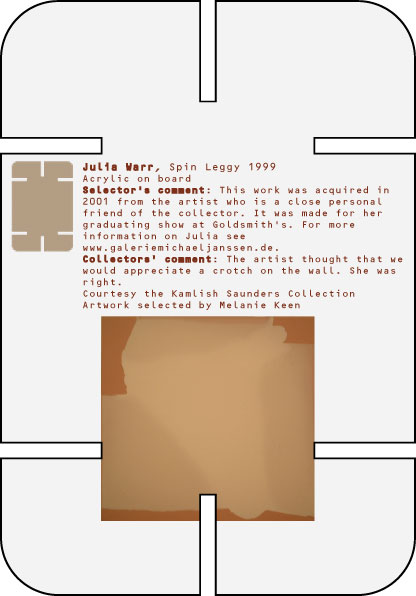 Julia Warr, Spin Leggy 1999
Acrylic on board
Selector's comment: This work was acquired in
2001 from the artist who is a close personal
friend of the collector. It was made for her
graduating show at Goldsmith's. For more
information on Julia see
www.galeriemichaeljanssen.de.
Collectors' comment: The artist thought that we
would appreciate a crotch on the wall. She was
right.
Courtesy the Kamlish Saunders Collection
Artwork selected by Melanie Keen